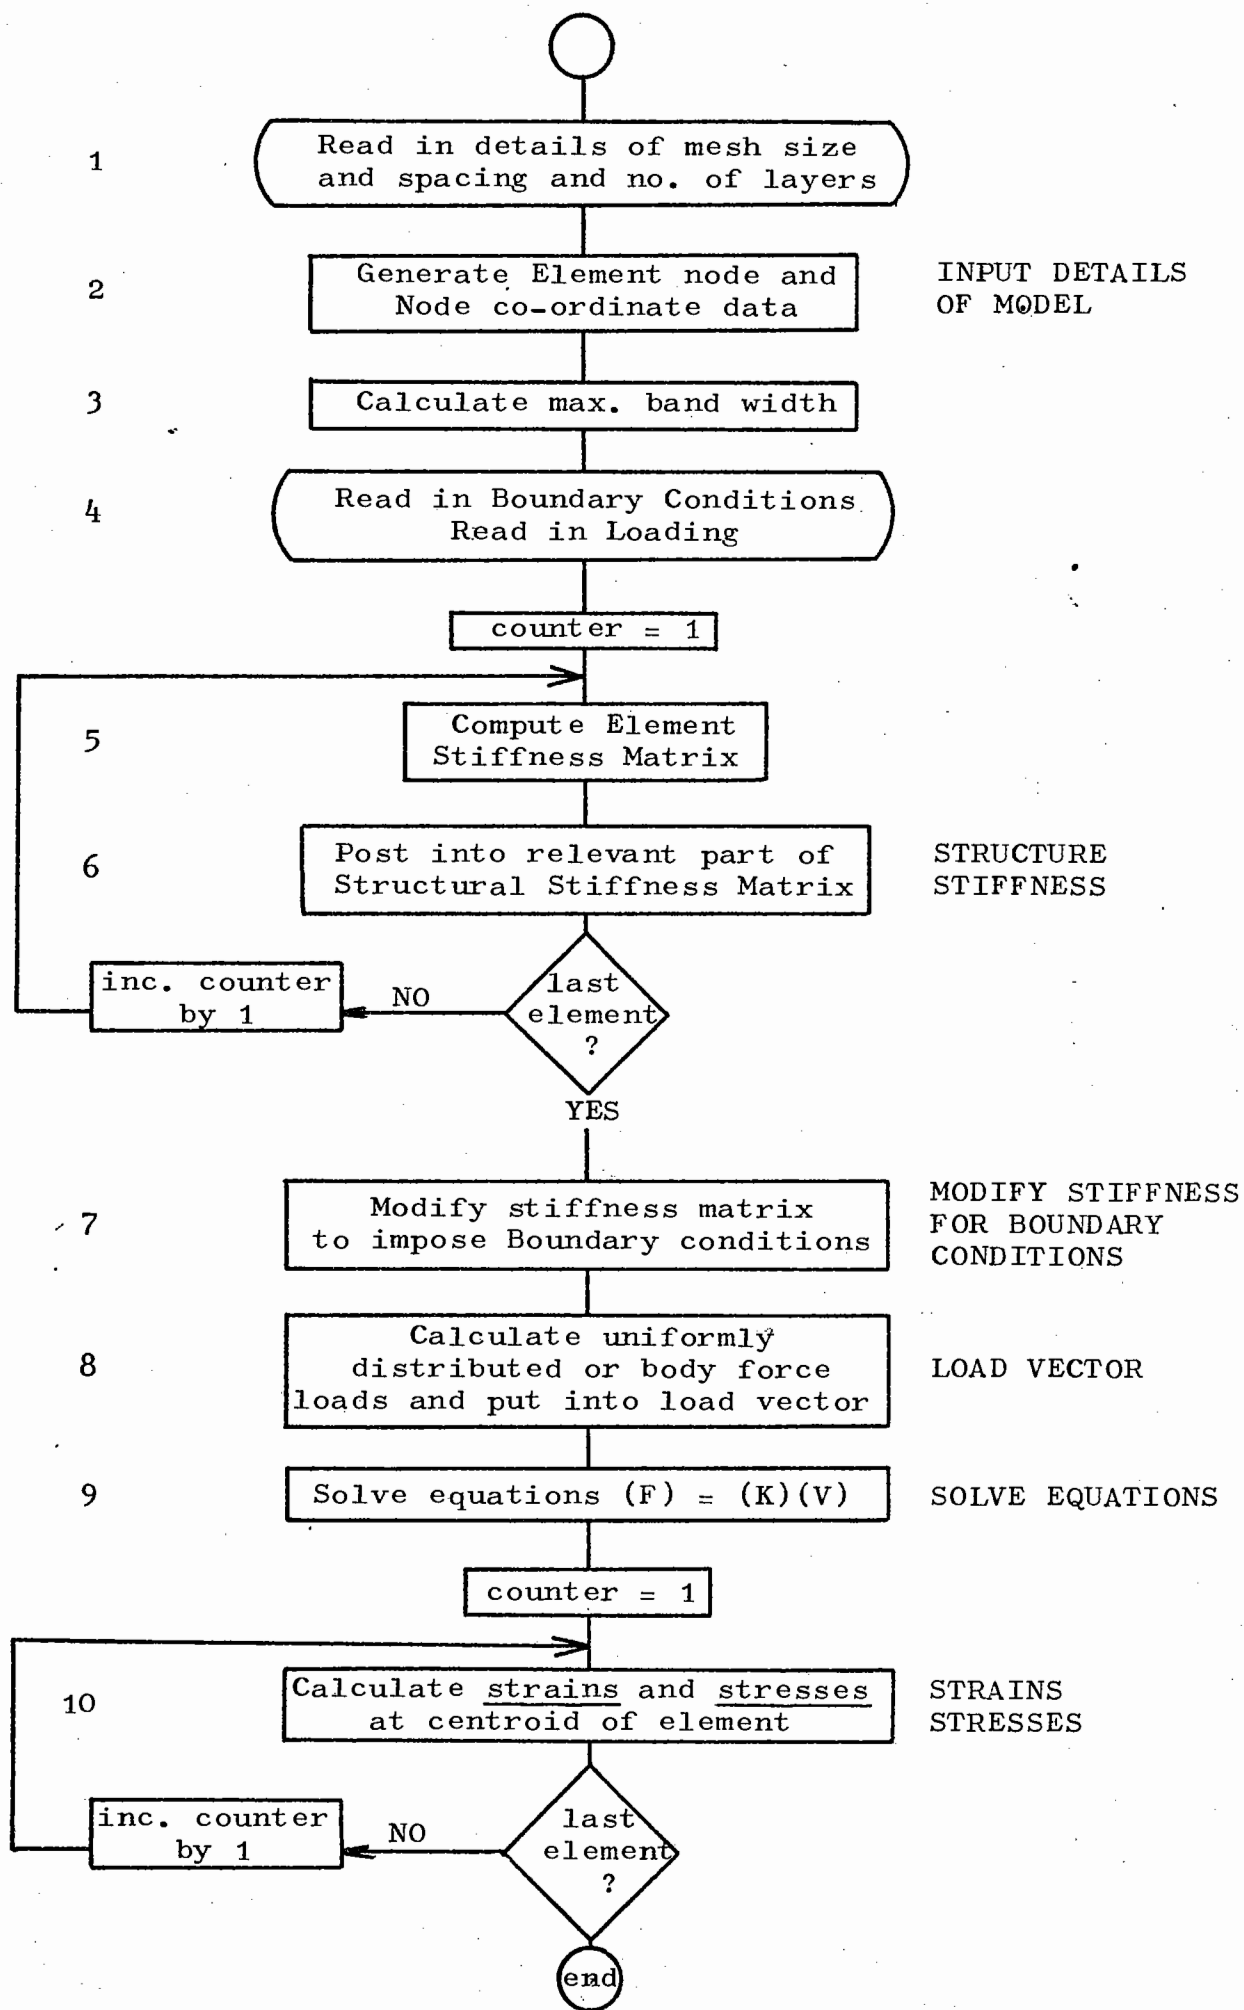 1
Read in details of mesh size
and spacing and no. of layers
2
Generate Element node and
Node co-ordinate data
INPUT DETAILS
OF MODEL
3
Calculate max. band width
4
Read in Boundary Conditions
Read in Loading
counter = 1
5
Compute Element
Stiffness Matrix
6
Post into relevant part of
Structural Stiffness Matrix
STRUCTURE
STIFFNESS
inc. counter
by 1
NO
last
element
?
YES
7
Modify stiffness matrix
to impose Boundary conditions
MODIFY STIFFNESS
FOR BOUNDARY
CONDITIONS
8
Calculate uniformly
distributed or body force
loads and put into load vector
LOAD VECTOR
9
Solve equations (F) = (K)(V)
SOLVE EQUATIONS
counter = 1
10
Calculate strains and stresses
at centroid of element
STRAINS
STRESSES
inc. counter
by 1
NO
last
element
?
end